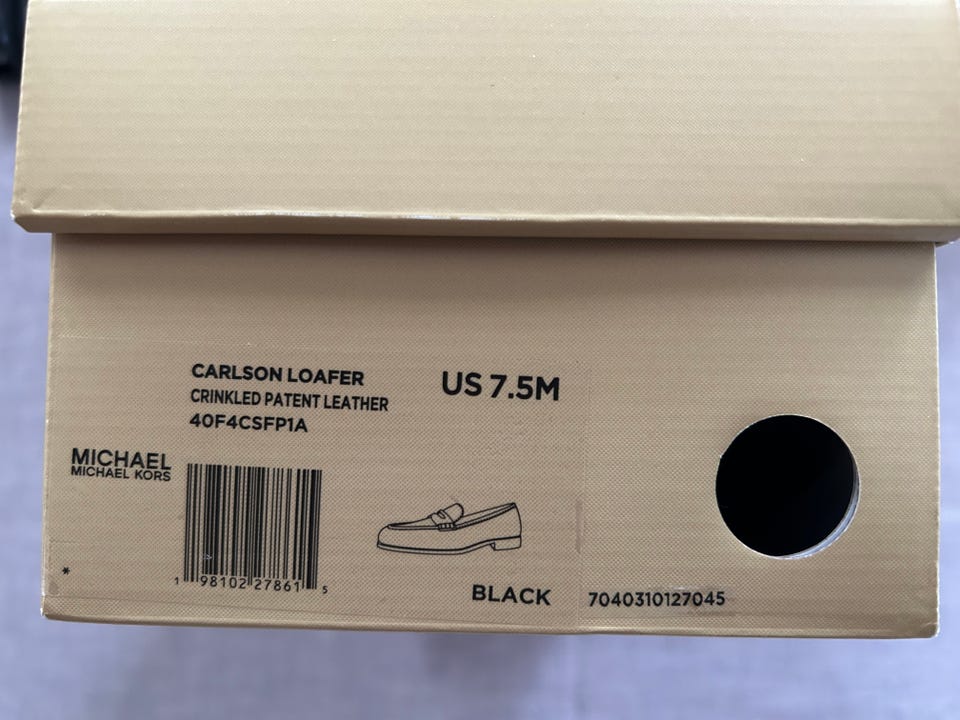 CARLSON LOAFER
CRINKLED PATENT LEATHER
40F4CSFP1A
US 7.5M
MICHAEL
MICHAEL KORS
*
1 98102 27861 5
BLACK
7040310127045